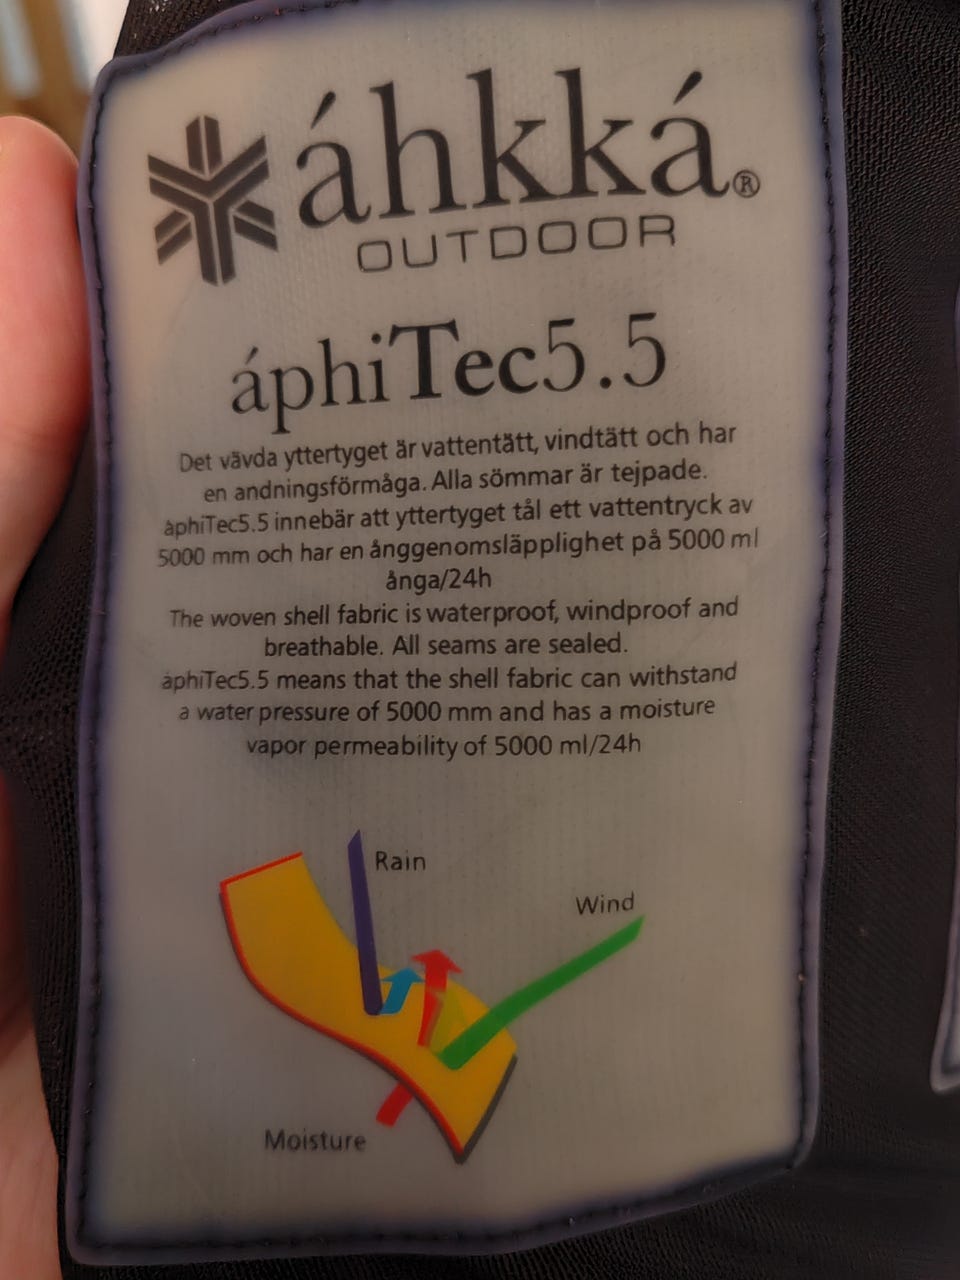 áhkká®
OUTDOOR
áphiTec5.5
Det vävda yttertyget är vattentätt, vindtätt och har
en andningsförmåga. Alla sömmar är tejpade.
áphiTec5.5 innebär att yttertyget tål ett vattentryck av
5000 mm och har en ånggenomsläpplighet på 5000 ml
ånga/24h
The woven shell fabric is waterproof, windproof and
breathable. All seams are sealed.
áphiTec5.5 means that the shell fabric can withstand
a water pressure of 5000 mm and has a moisture
vapor permeability of 5000 ml/24h
Rain
Wind
Moisture